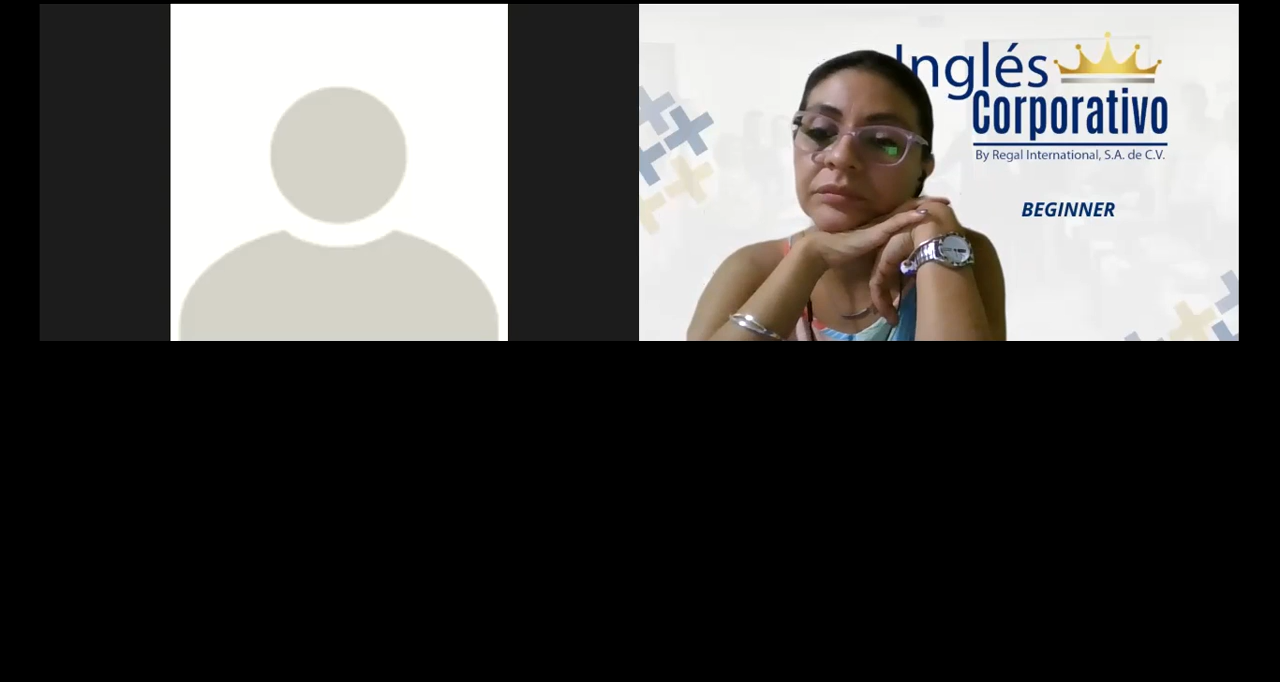 Inglés
Corporativo
By Regal International, S.A. de C.V.
BEGINNER